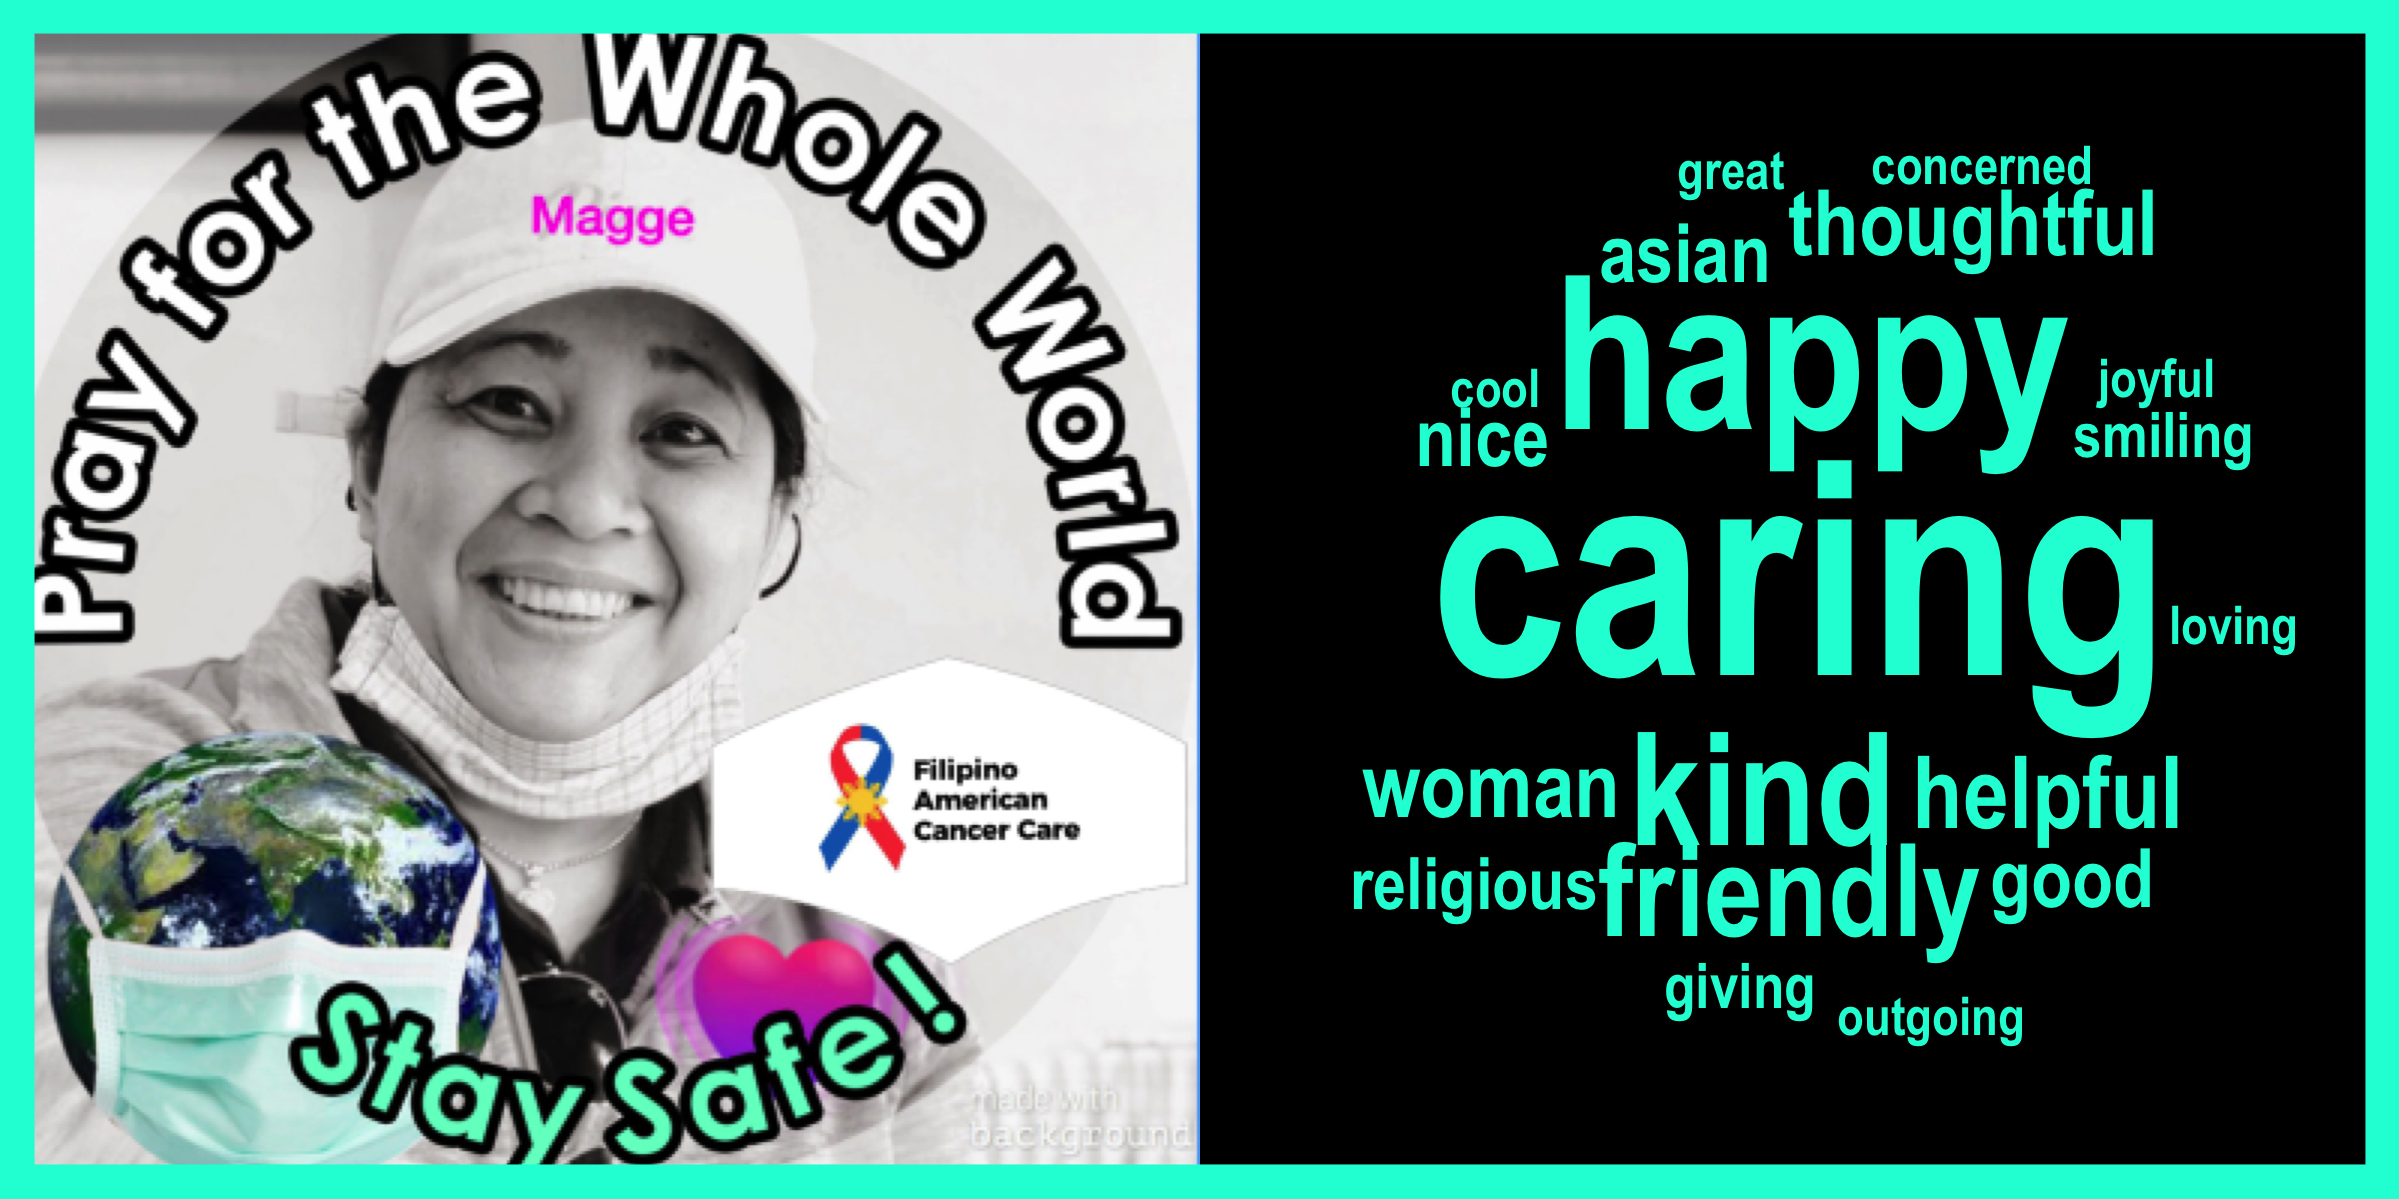 Pray for the Whole World
Magge
Filipino
American
Cancer Care
Stay Safe!
made with
background
great concerned
asian thoughtful
happy
cool joyful
nice smiling
caring
loving
woman kind helpful
religious friendly good
giving
outgoing